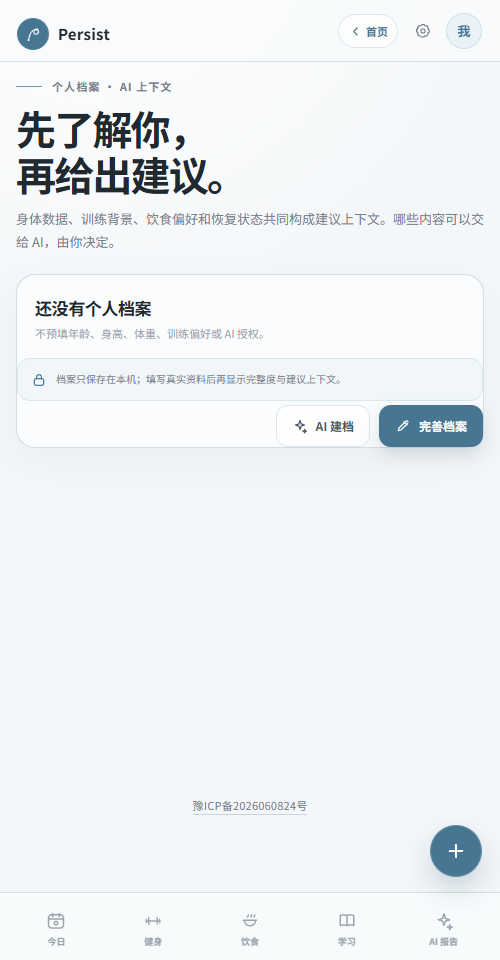 Persist
首页
我
个人档案 · AI 上下文
先了解你，
再给出建议。
身体数据、训练背景、饮食偏好和恢复状态共同构成建议上下文。哪些内容可以交
给 AI，由你决定。
还没有个人档案
不预填年龄、身高、体重、训练偏好或 AI 授权。
档案只保存在本机；填写真实资料后再显示完整度与建议上下文。
AI 建档
完善档案
豫ICP备2026060824号
今日
健身
饮食
学习
AI 报告